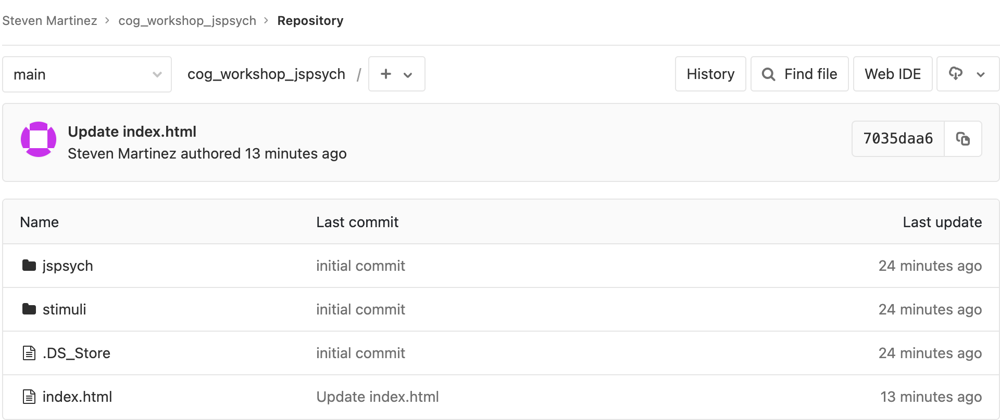 Steven Martinez > cog_workshop_jspsych > Repository
main cog_workshop_jspsych / + History Find file Web IDE
Update index.html
Steven Martinez authored 13 minutes ago
7035daa6
Name Last commit Last update
jspsych initial commit 24 minutes ago
stimuli initial commit 24 minutes ago
.DS_Store initial commit 24 minutes ago
index.html Update index.html 13 minutes ago